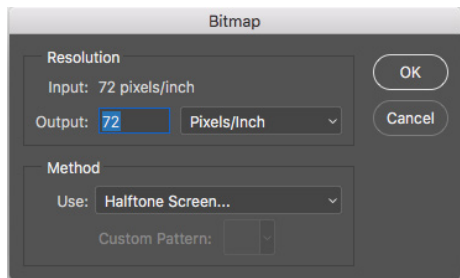 Bitmap
Resolution
Input: 72 pixels/inch
Output: 72 Pixels/Inch
OK
Cancel
Method
Use: Halftone Screen...
Custom Pattern: